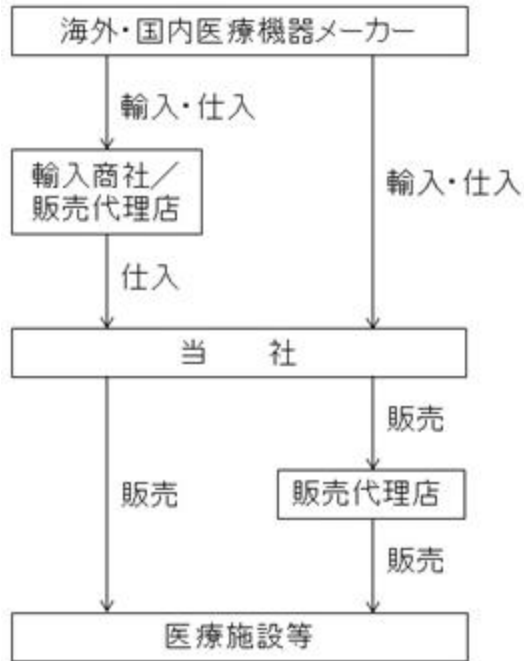 海外・国内医療機器メーカー
輸入・仕入
輸入商社／
販売代理店
輸入・仕入
仕入
当　社
販売
販売代理店
販売
販売
医療施設等